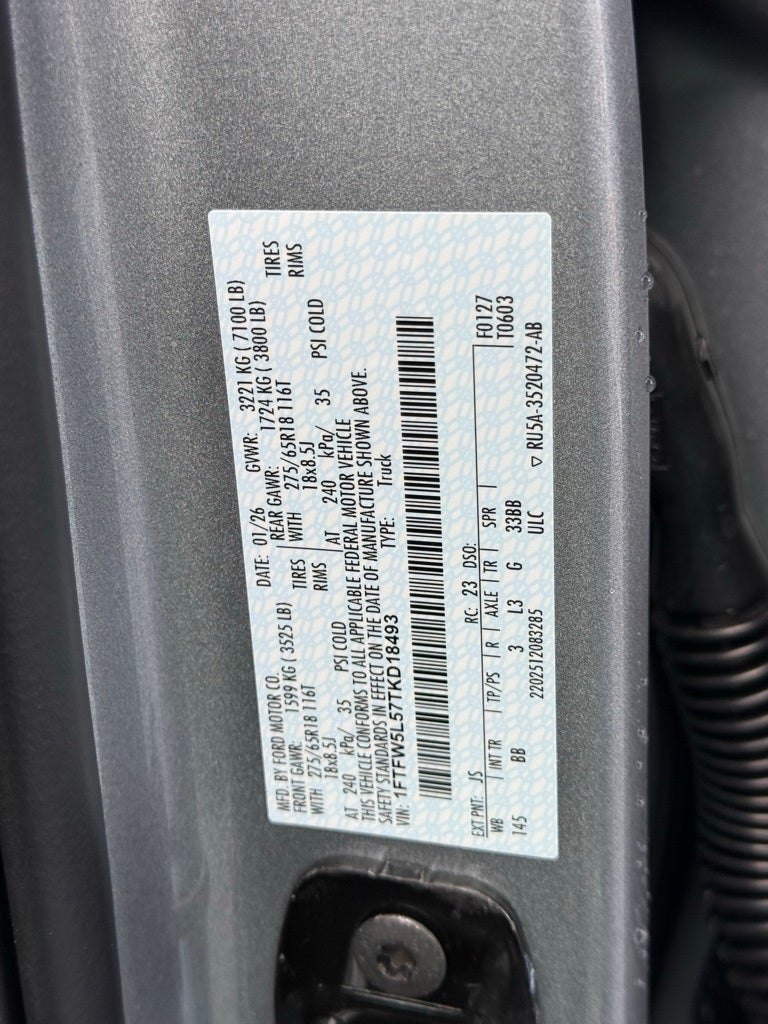 MFD. BY FORD MOTOR CO.
DATE: 01/26 GVWR: 3221 KG ( 7100 LB)
FRONT GAWR: 1599 KG ( 3525 LB)
REAR GAWR: 1724 KG ( 3800 LB)
WITH 275/65R18 116T TIRES
18x8.5J RIMS
WITH 275/65R18 116T TIRES
18x8.5J RIMS
AT 240 kPa/ 35 PSI COLD
AT 240 kPa/ 35 PSI COLD
THIS VEHICLE CONFORMS TO ALL APPLICABLE FEDERAL MOTOR VEHICLE
SAFETY STANDARDS IN EFFECT ON THE DATE OF MANUFACTURE SHOWN ABOVE.
VIN: 1FTFW5L57TKD18493 TYPE: Truck
EXT PNT: JS RC: 23 DSO: F0127
WB INT TR TP/PS R AXLE TR SPR T0603
145 BB 3 L3 G 33BB
2202512083285 ULC ▽ RU5A-3520472-AB